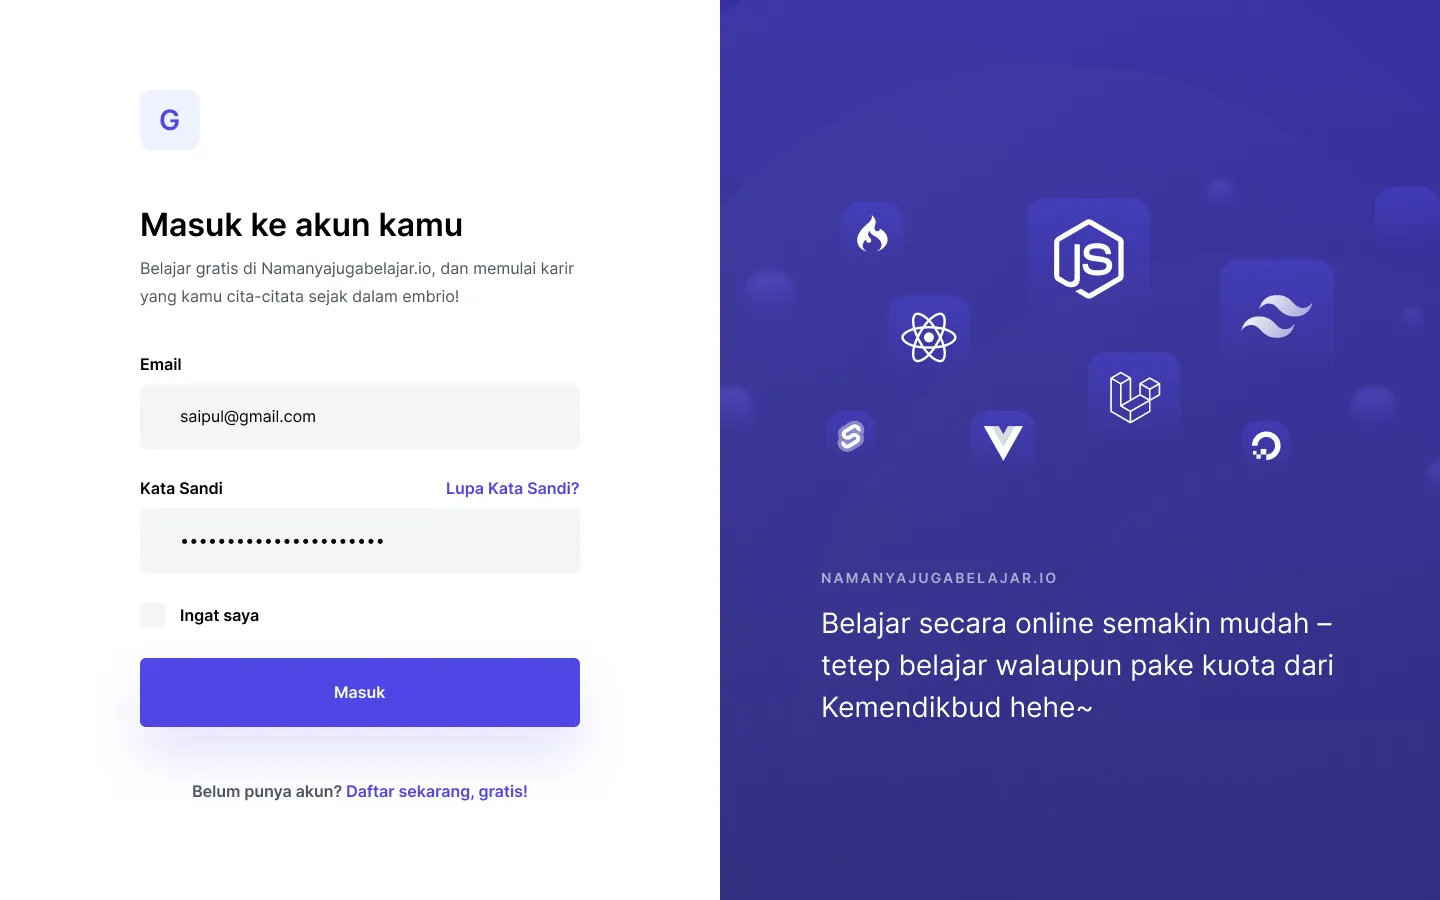 G
Masuk ke akun kamu
Belajar gratis di Namanyajugabelajar.io, dan memulai karir
yang kamu cita-citata sejak dalam embrio!
Email
saipul@gmail.com
Kata Sandi
Lupa Kata Sandi?
••••••••••••••••••••••
Ingat saya
Masuk
Belum punya akun? Daftar sekarang, gratis!
JS
NAMANYAJUGABELAJAR.IO
Belajar secara online semakin mudah –
tetep belajar walaupun pake kuota dari
Kemendikbud hehe~